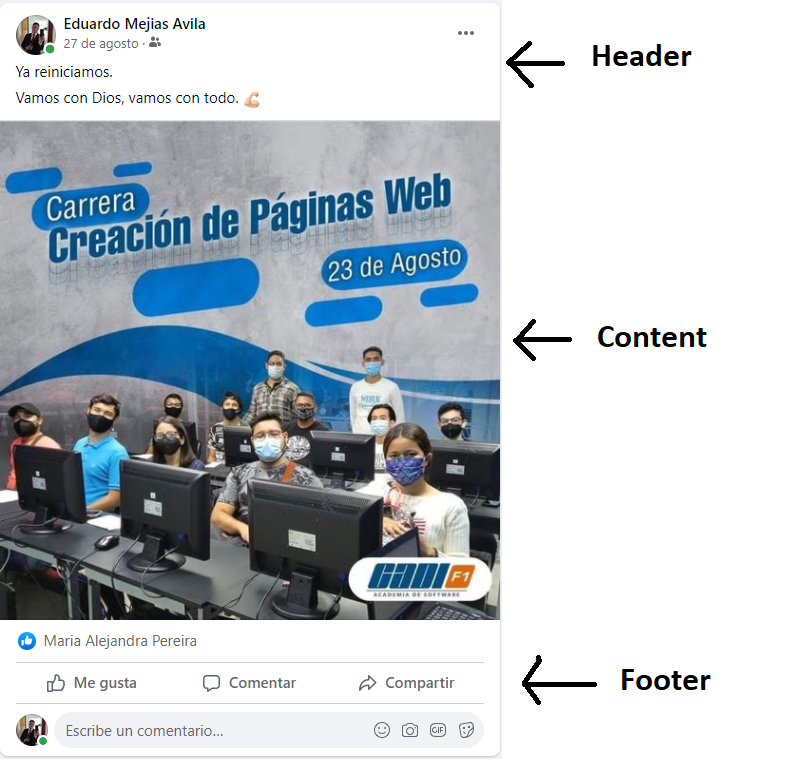 Eduardo Mejias Avila
27 de agosto ·
Ya reiniciamos.
Vamos con Dios, vamos con todo. 💪🏻
Header
Carrera
Creación de Páginas Web
23 de Agosto
Content
CADI F1
ACADEMIA DE SOFTWARE
Maria Alejandra Pereira
Me gusta Comentar Compartir
Footer
Escribe un comentario...
GIF